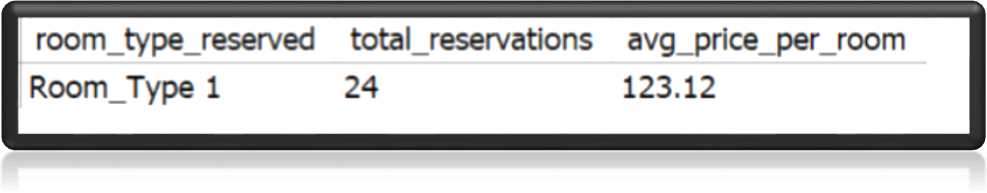 room_type_reserved total_reservations avg_price_per_room
Room_Type 1 24 123.12